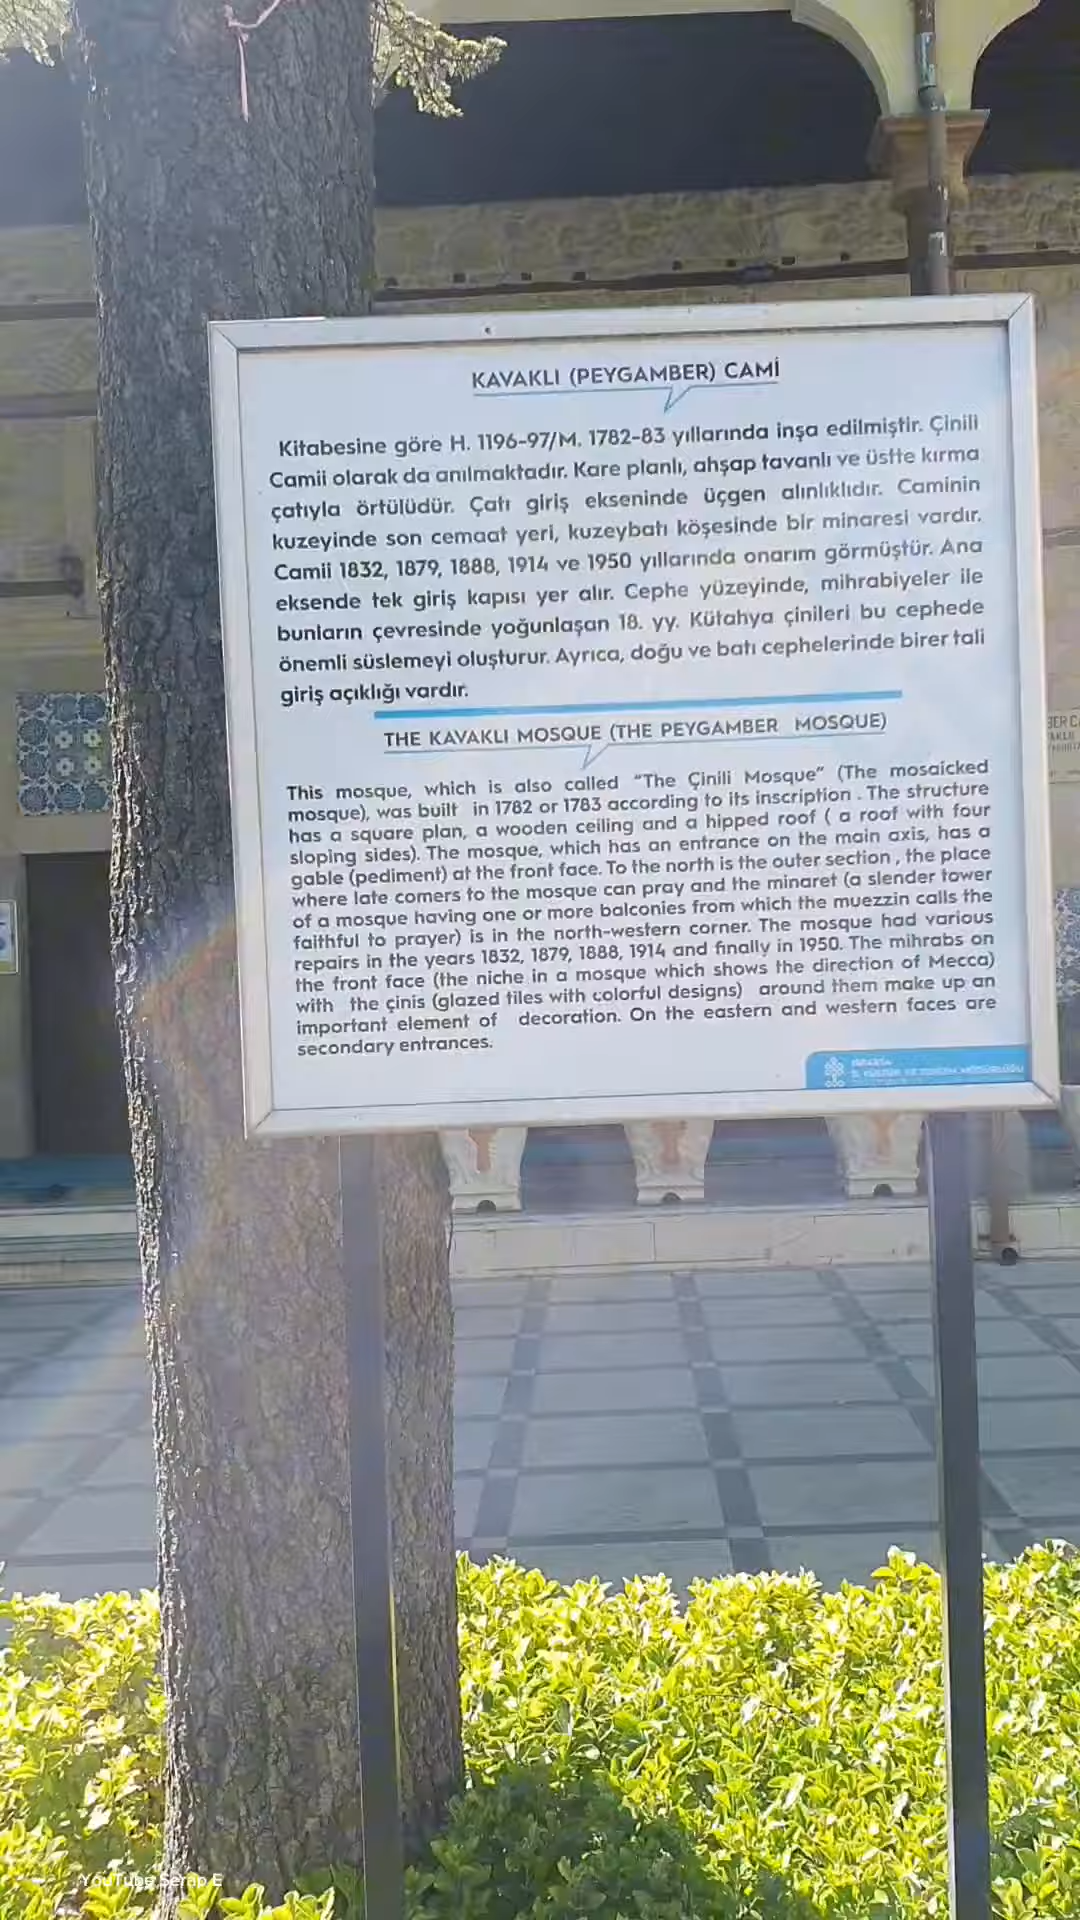 KAVAKLI (PEYGAMBER) CAMİ
Kitabesine göre H. 1196-97/M. 1782-83 yıllarında inşa edilmiştir. Çinili
Camii olarak da anılmaktadır. Kare planlı, ahşap tavanlı ve üstte kırma
çatıyla örtülüdür. Çatı giriş ekseninde üçgen alınlıklıdır. Caminin
kuzeyinde son cemaat yeri, kuzeybatı köşesinde bir minaresi vardır.
Camii 1832, 1879, 1888, 1914 ve 1950 yıllarında onarım görmüştür. Ana
eksende tek giriş kapısı yer alır. Cephe yüzeyinde, mihrabiyeler ile
bunların çevresinde yoğunlaşan 18. yy. Kütahya çinileri bu cephede
önemli süslemeyi oluşturur. Ayrıca, doğu ve batı cephelerinde birer tali
giriş açıklığı vardır.
THE KAVAKLI MOSQUE (THE PEYGAMBER MOSQUE)
This mosque, which is also called "The Çinili Mosque" (The mosaicked
mosque), was built in 1782 or 1783 according to its inscription . The structure
has a square plan, a wooden ceiling and a hipped roof ( a roof with four
sloping sides). The mosque, which has an entrance on the main axis, has a
gable (pediment) at the front face. To the north is the outer section , the place
where late comers to the mosque can pray and the minaret (a slender tower
of a mosque having one or more balconies from which the muezzin calls the
faithful to prayer) is in the north-western corner. The mosque had various
repairs in the years 1832, 1879, 1888, 1914 and finally in 1950. The mihrabs on
the front face (the niche in a mosque which shows the direction of Mecca)
with the çinis (glazed tiles with colorful designs) around them make up an
important element of decoration. On the eastern and western faces are
secondary entrances.
ISPARTA
İL KÜLTÜR VE TURİZM MÜDÜRLÜĞÜ
YouTube Serap E